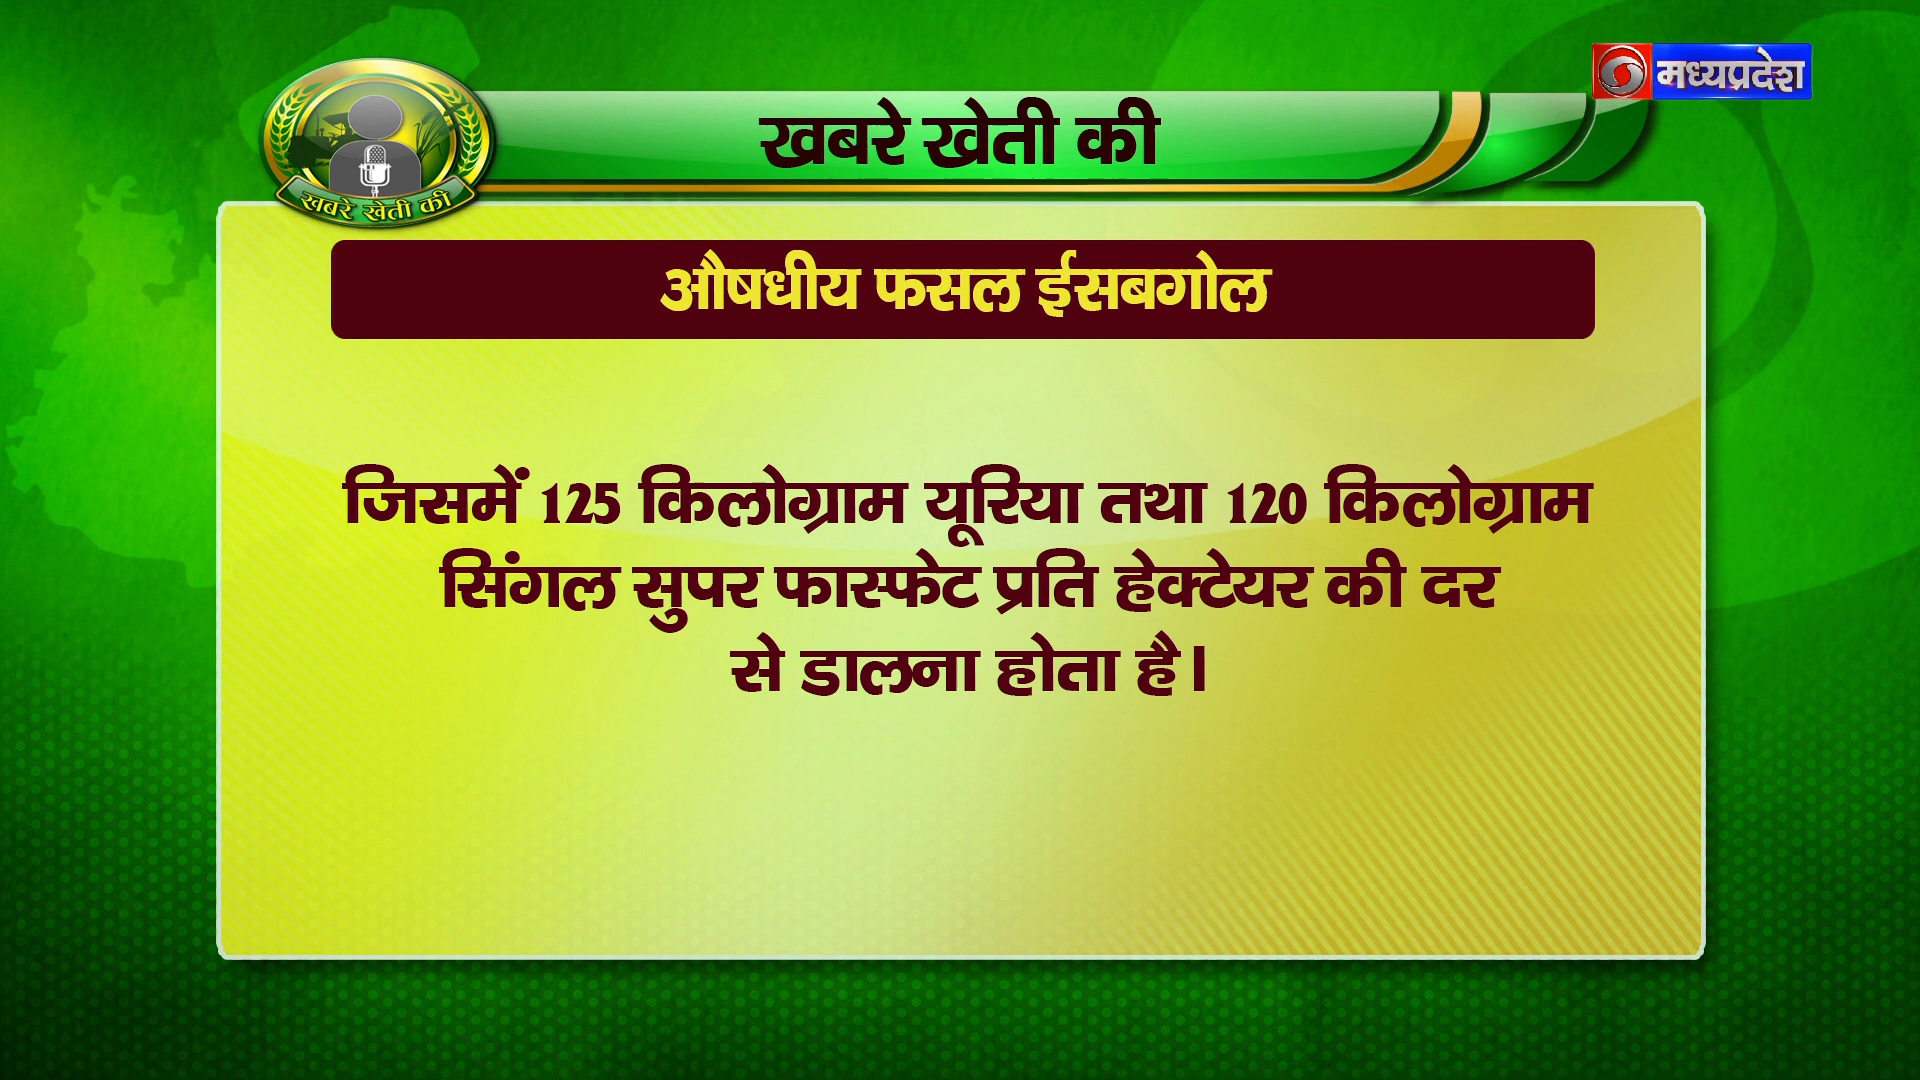 मध्यप्रदेश
खबरे खेती की
खबरे खेती की
औषधीय फसल ईसबगोल
जिसमें 125 किलोग्राम यूरिया तथा 120 किलोग्राम
सिंगल सुपर फास्फेट प्रति हेक्टेयर की दर
से डालना होता है।